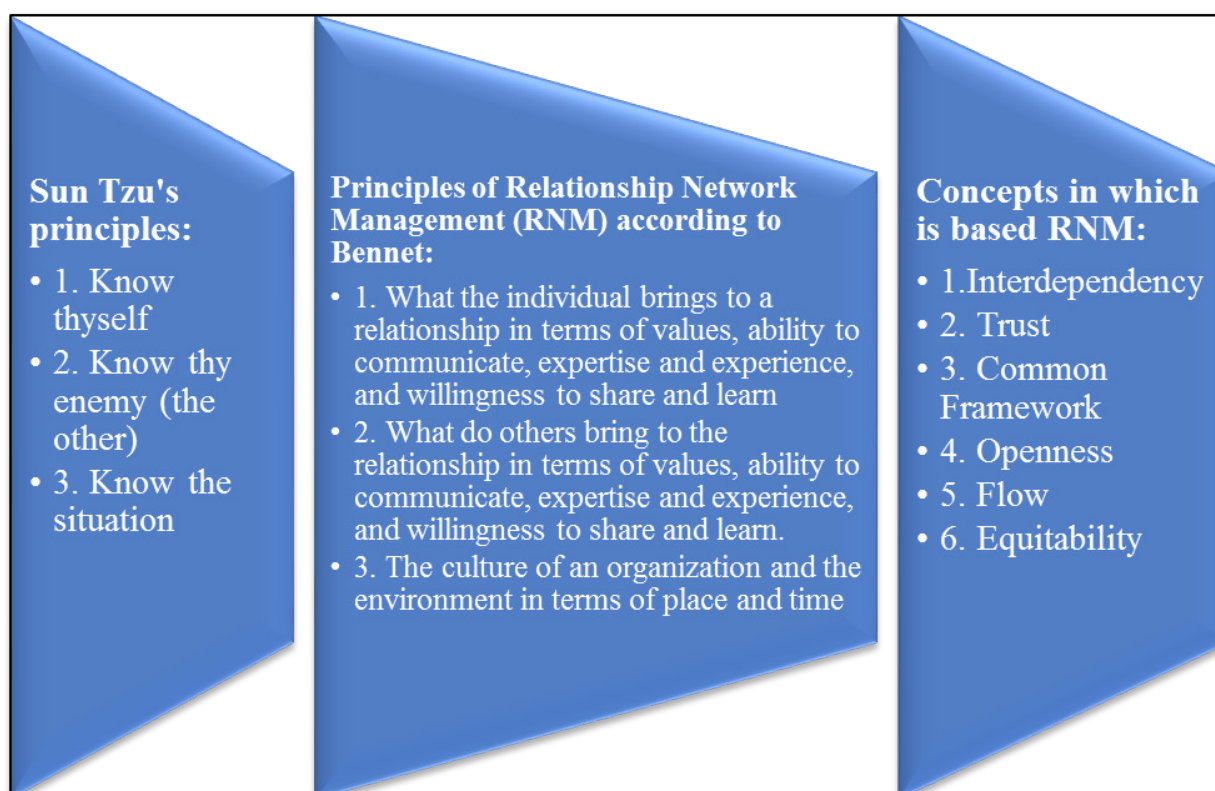 Sun Tzu's
principles:
• 1. Know
thyself
• 2. Know thy
enemy (the
other)
• 3. Know the
situation
Principles of Relationship Network
Management (RNM) according to
Bennet:
• 1. What the individual brings to a
relationship in terms of values, ability to
communicate, expertise and experience,
and willingness to share and learn
• 2. What do others bring to the
relationship in terms of values, ability to
communicate, expertise and experience,
and willingness to share and learn.
• 3. The culture of an organization and the
environment in terms of place and time
Concepts in which
is based RNM:
• 1.Interdependency
• 2. Trust
• 3. Common
Framework
• 4. Openness
• 5. Flow
• 6. Equitability